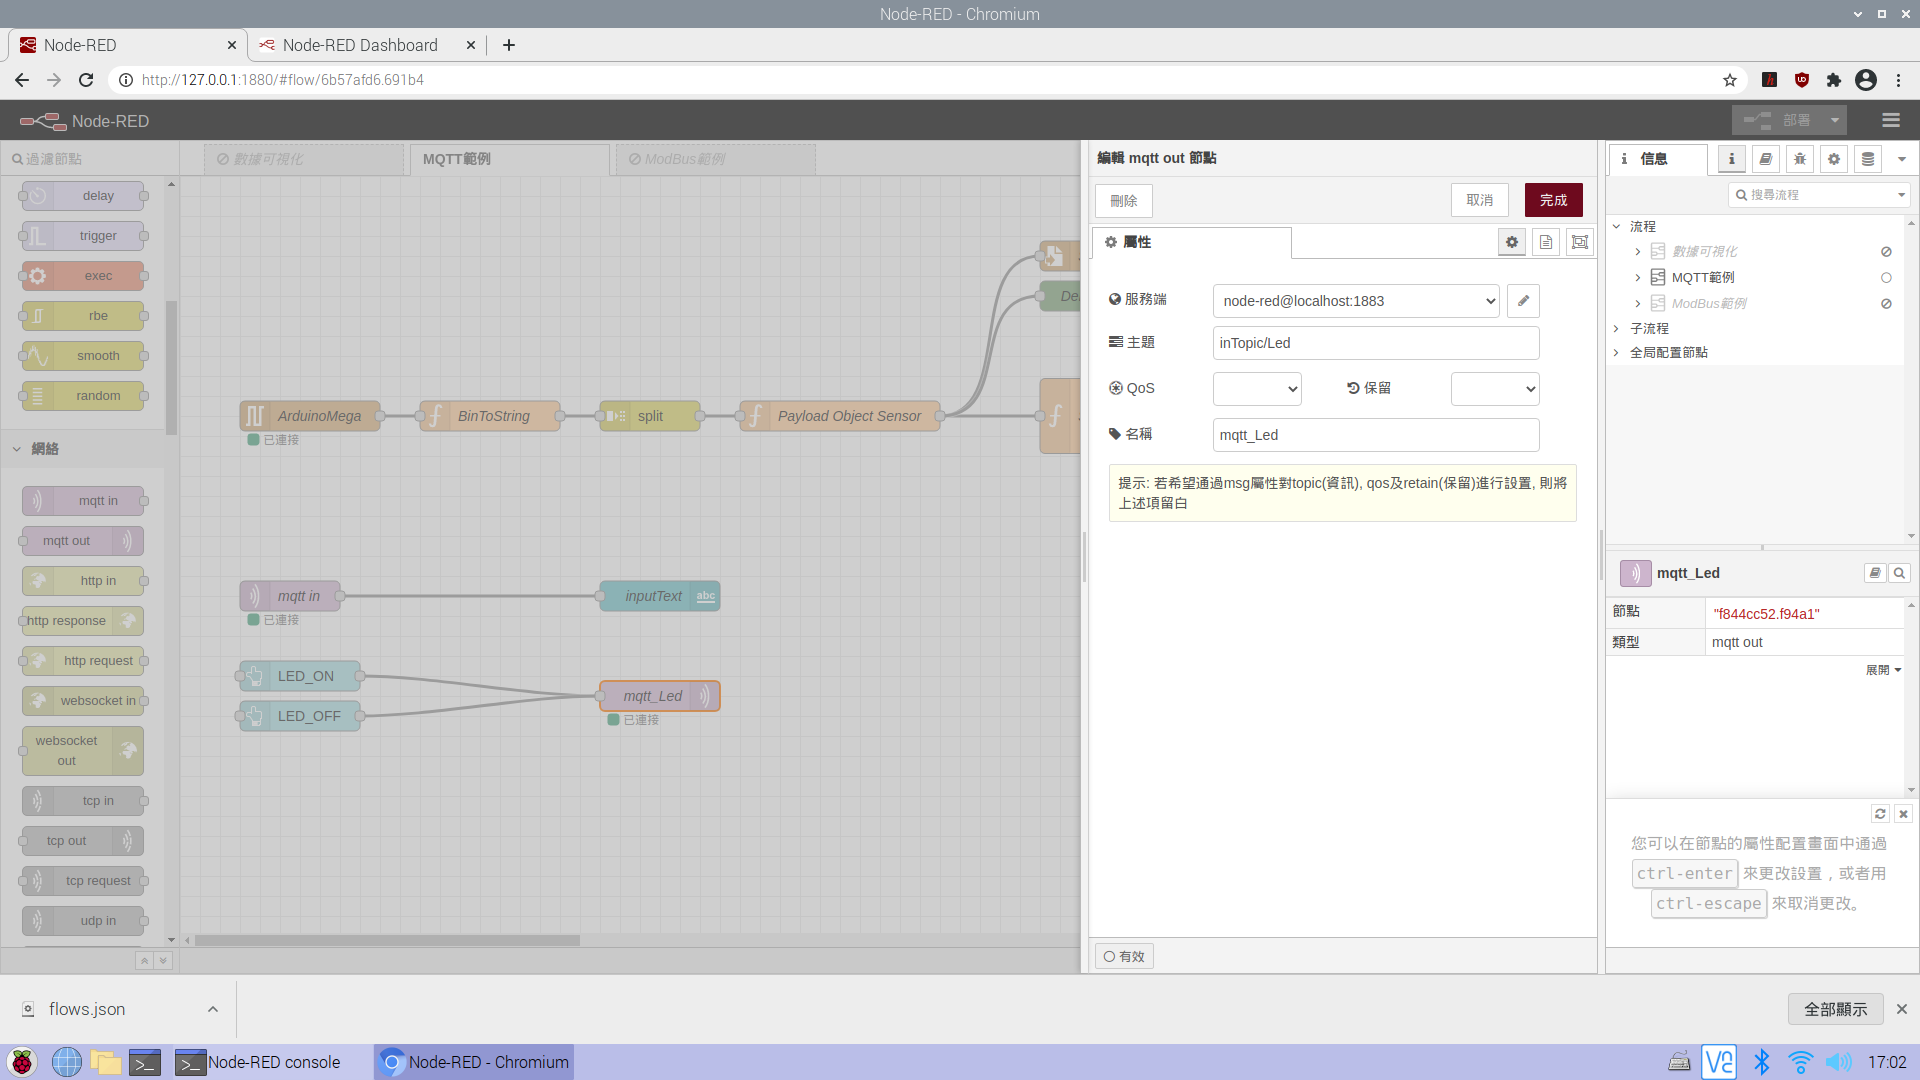 Node-RED - Chromium
Node-RED
Node-RED Dashboard
http://127.0.0.1:1880/#flow/6b57afd6.691b4
Node-RED
部署
過濾節點
數據可視化
MQTT範例
ModBus範例
delay
trigger
exec
rbe
smooth
random
網絡
mqtt in
mqtt out
http in
http response
http request
websocket in
websocket
out
tcp in
tcp out
tcp request
udp in
ArduinoMega
已連接
BinToString
split
Payload Object Sensor
De
mqtt in
已連接
inputText
abc
LED_ON
LED_OFF
mqtt_Led
已連接
編輯 mqtt out 節點
刪除
取消
完成
屬性
服務端
node-red@localhost:1883
主題
inTopic/Led
QoS
保留
名稱
mqtt_Led
提示: 若希望通過msg屬性對topic(資訊), qos及retain(保留)進行設置, 則將
上述項留白
有效
信息
搜尋流程
流程
數據可視化
MQTT範例
ModBus範例
子流程
全局配置節點
mqtt_Led
節點
"f844cc52.f94a1"
類型
mqtt out
展開
您可以在節點的屬性配置畫面中通過
ctrl-enter 來更改設置，或者用
ctrl-escape 來取消更改。
flows.json
全部顯示
Node-RED console
Node-RED - Chromium
17:02